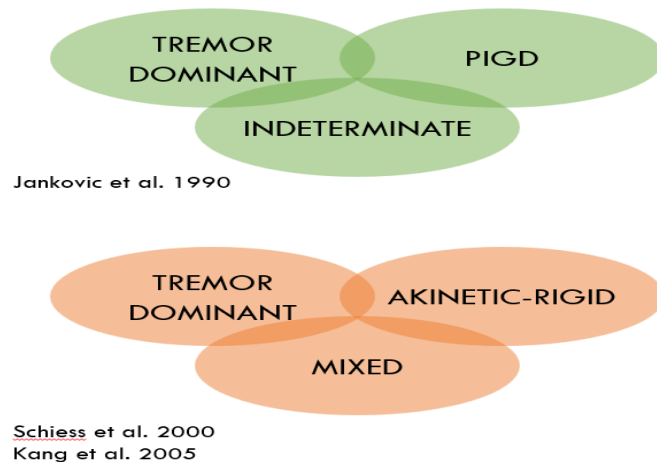 TREMOR
DOMINANT
PIGD
INDETERMINATE
Jankovic et al. 1990
TREMOR
DOMINANT
AKINETIC-RIGID
MIXED
Schiess et al. 2000
Kang et al. 2005